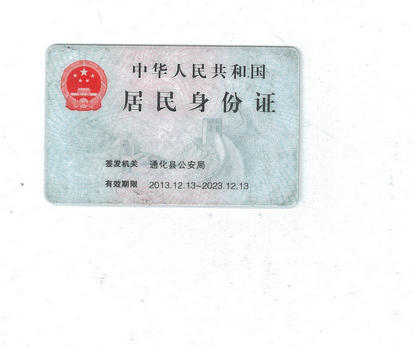 中华人民共和国
居民身份证
签发机关 通化县公安局
有效期限 2013.12.13-2023.12.13